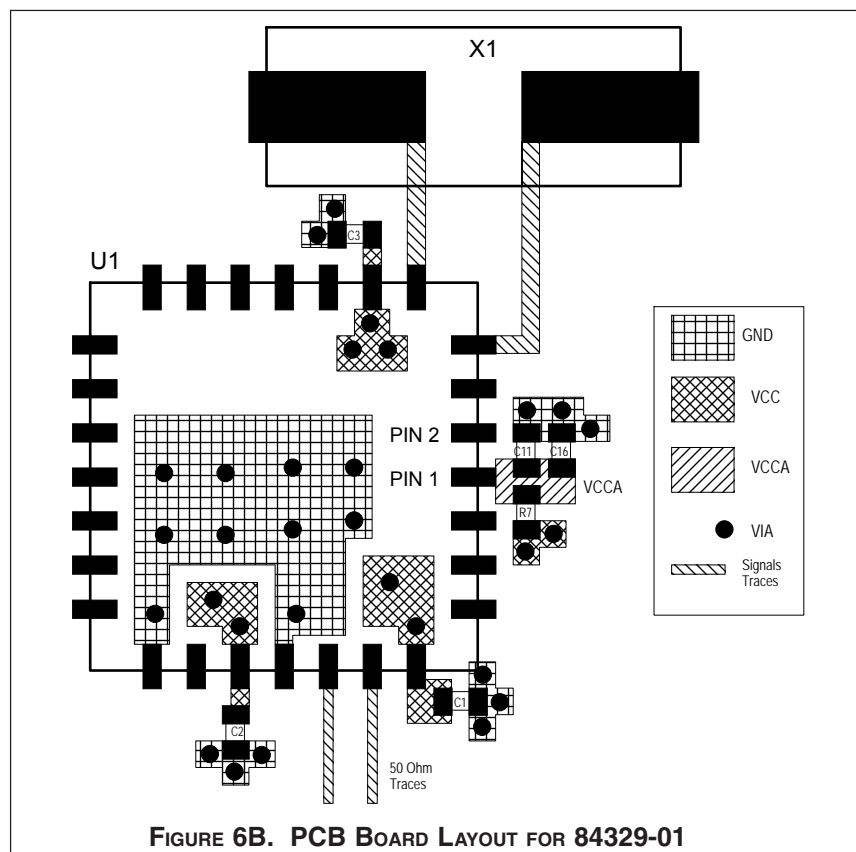 X1
C3
U1
GND
VCC
PIN 2
C11 C16
VCCA
PIN 1
VCCA
R7
VIA
Signals
Traces
C1
C2
50 Ohm
Traces
FIGURE 6B. PCB BOARD LAYOUT FOR 84329-01